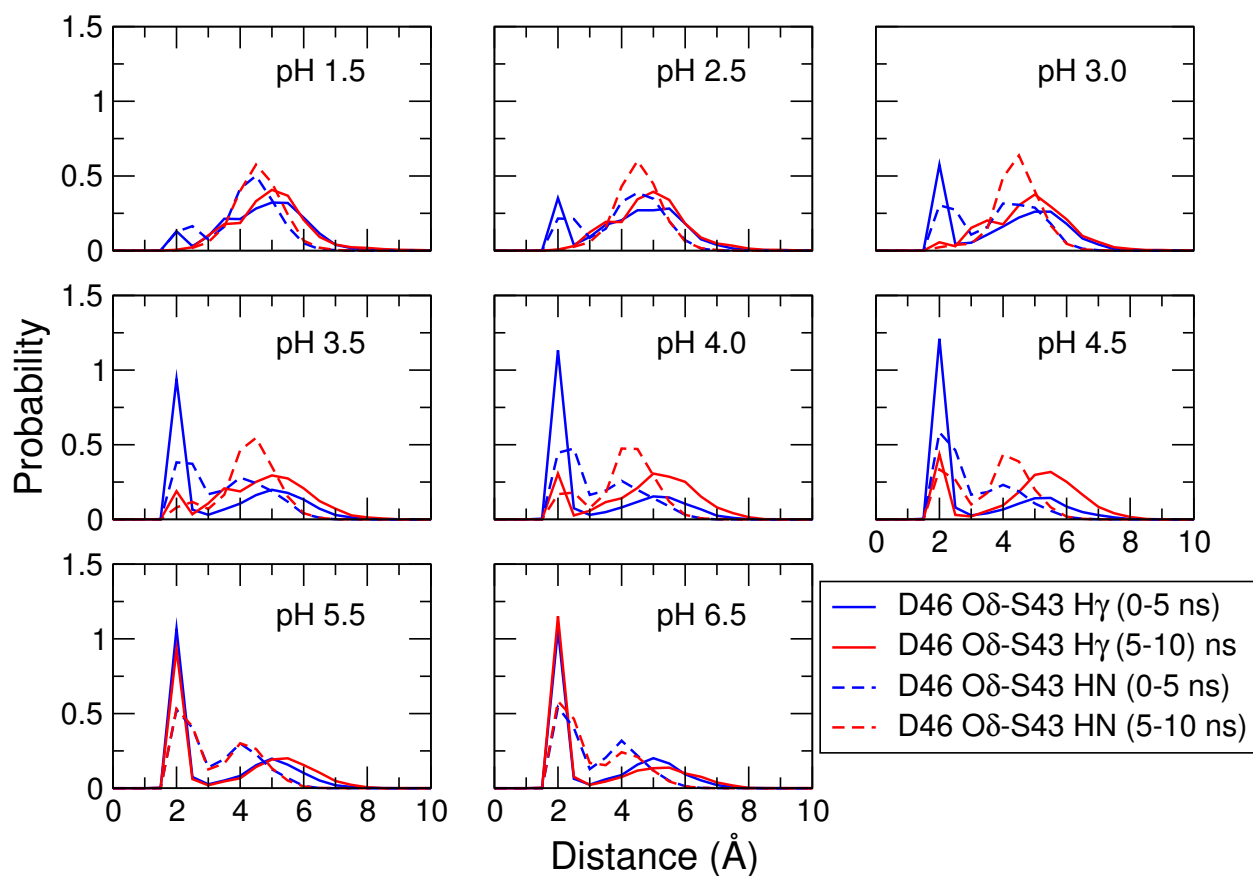 1.5
pH 1.5
pH 2.5
pH 3.0
1
0.5
0
1.5
pH 3.5
pH 4.0
pH 4.5
1
0.5
0
0 2 4 6 8 10
Probability
1.5
pH 5.5
pH 6.5
1
0.5
0
0 2 4 6 8 10
0 2 4 6 8 10
D46 Oδ-S43 Hγ (0-5 ns)
D46 Oδ-S43 Hγ (5-10) ns
D46 Oδ-S43 HN (0-5 ns)
D46 Oδ-S43 HN (5-10 ns)
Distance (Å)